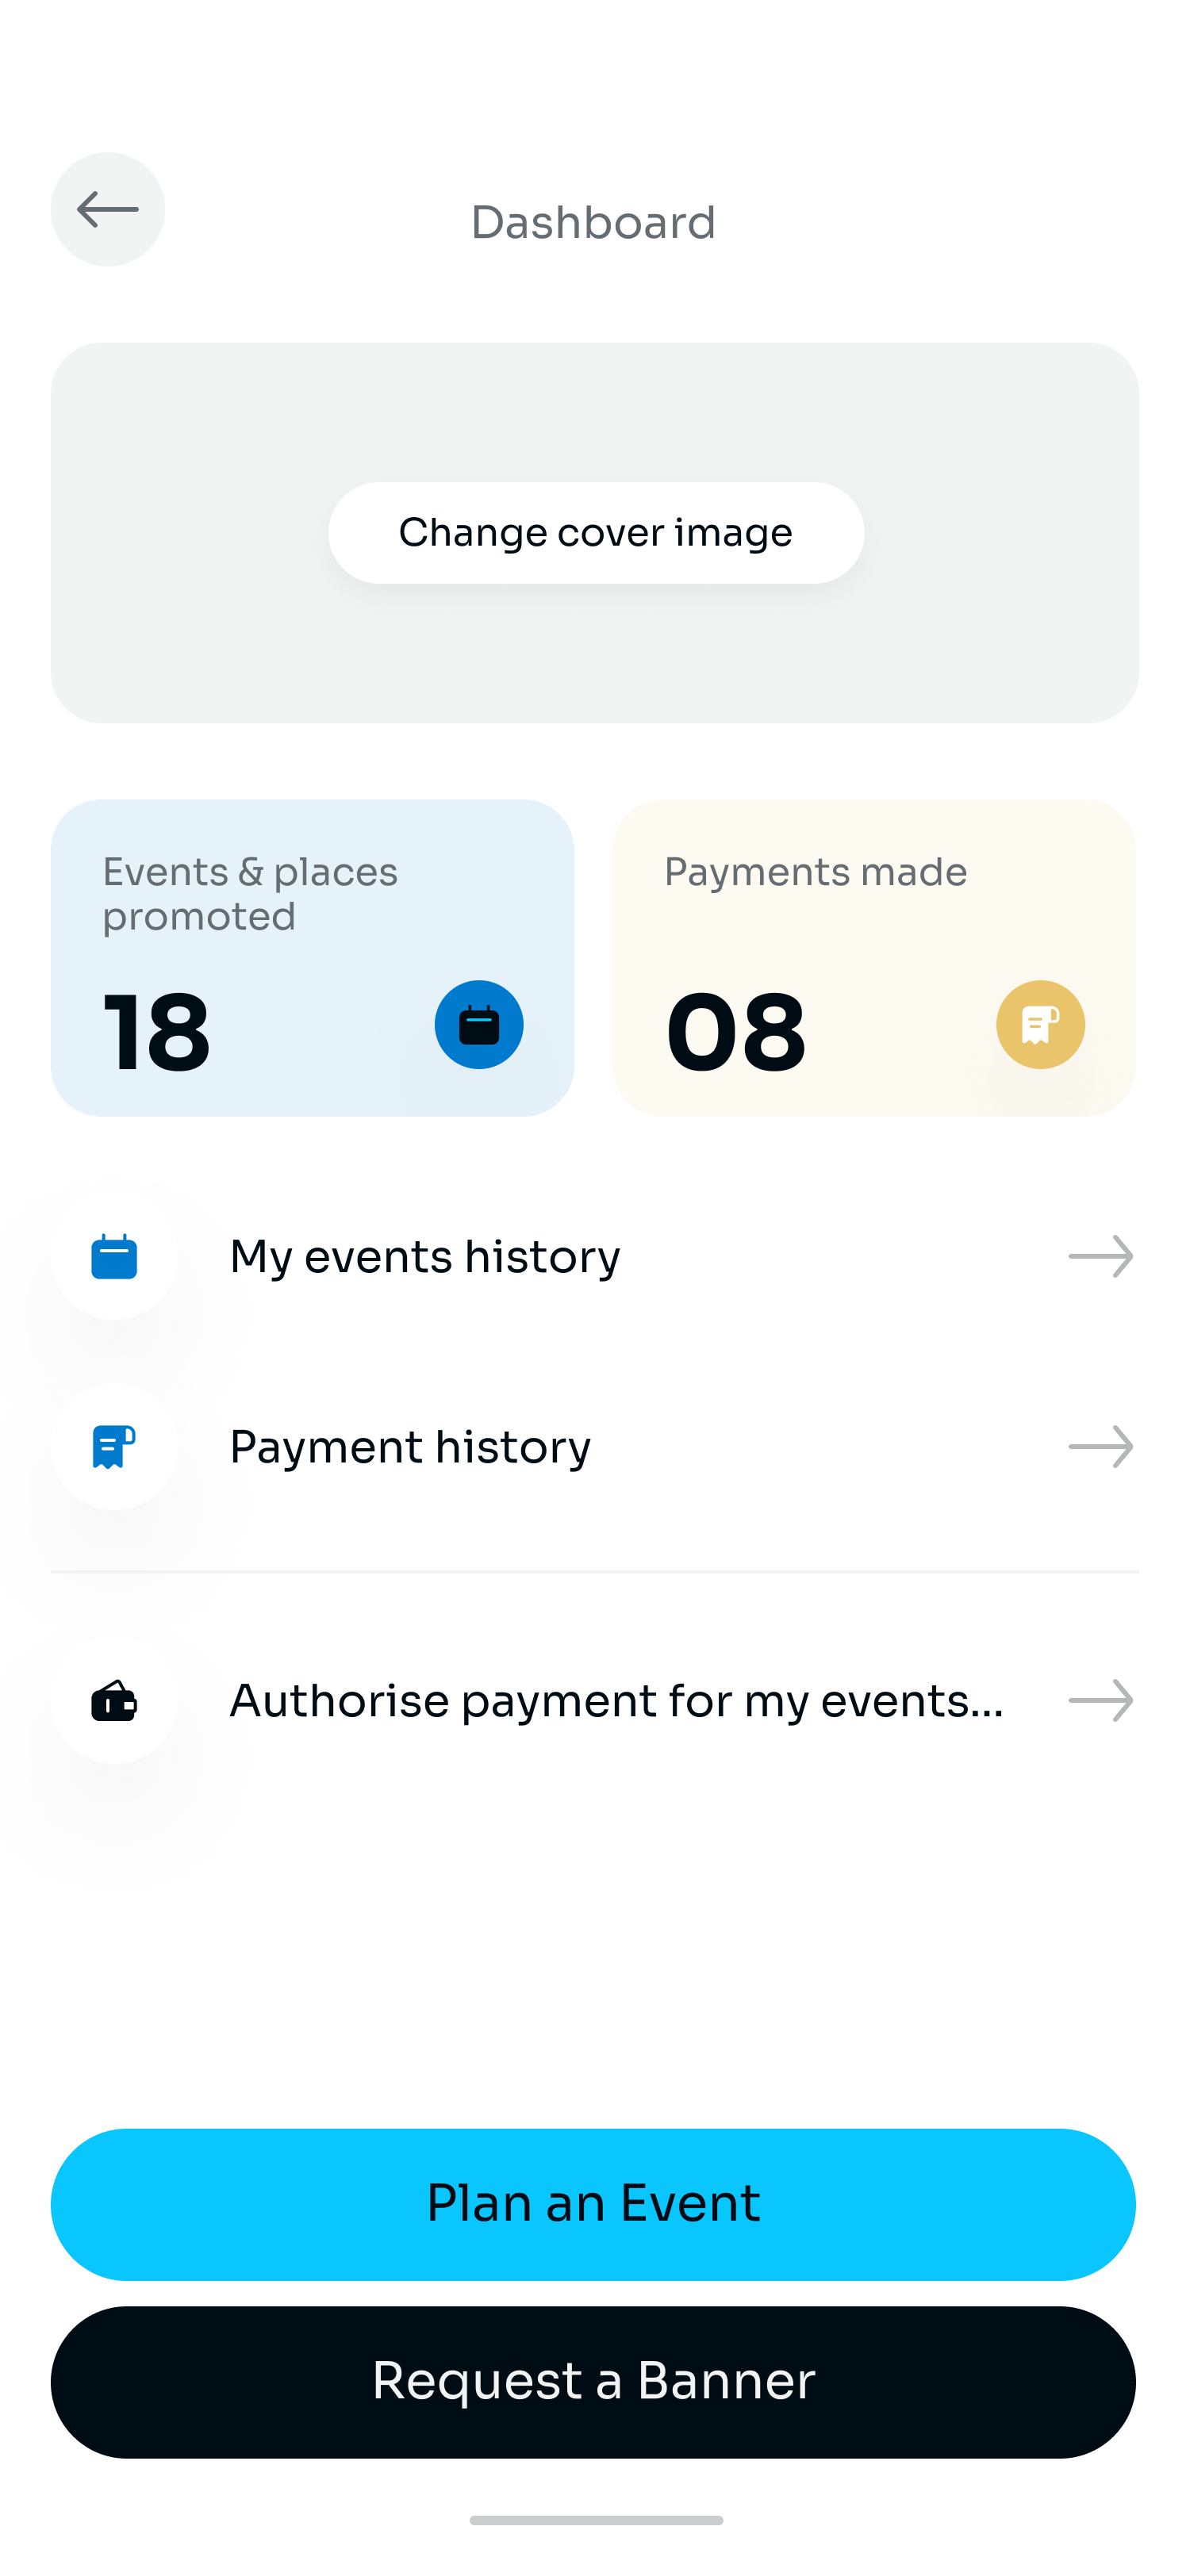 Dashboard
Change cover image
Events & places
promoted
18
Payments made
08
My events history
Payment history
Authorise payment for my events...
Plan an Event
Request a Banner